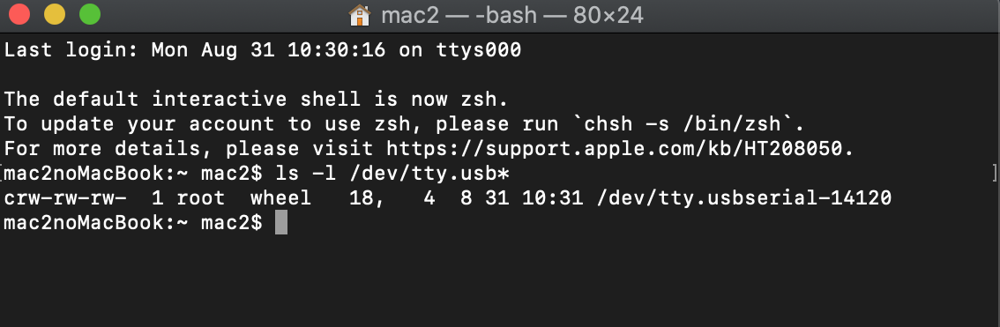 mac2 — -bash — 80×24
Last login: Mon Aug 31 10:30:16 on ttys000
The default interactive shell is now zsh.
To update your account to use zsh, please run `chsh -s /bin/zsh`.
For more details, please visit https://support.apple.com/kb/HT208050.
[mac2noMacBook:~ mac2$ ls -l /dev/tty.usb* ]
crw-rw-rw-  1 root  wheel   18,   4  8 31 10:31 /dev/tty.usbserial-14120
mac2noMacBook:~ mac2$